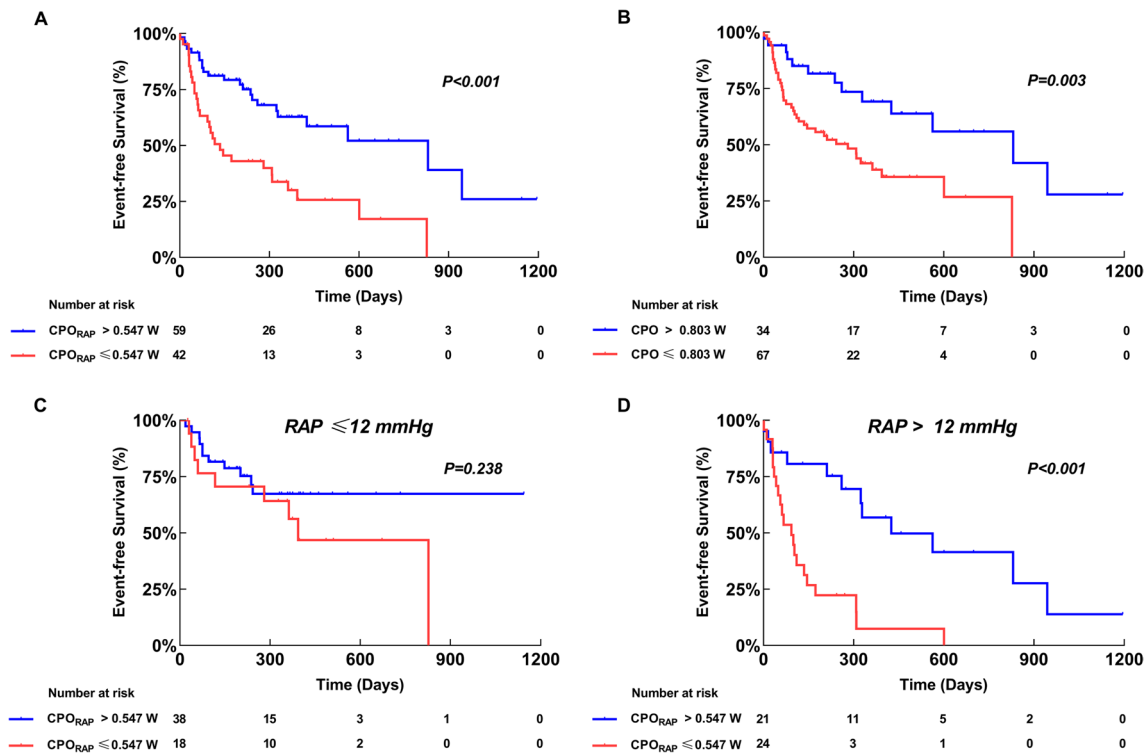 A
100%
75%
50%
25%
0%
Event-free Survival (%)
P<0.001
0 300 600 900 1200
Time (Days)
Number at risk
CPORAP > 0.547 W 59 26 8 3 0
CPORAP ≤0.547 W 42 13 3 0 0
B
100%
75%
50%
25%
0%
Event-free Survival (%)
P=0.003
0 300 600 900 1200
Time (Days)
Number at risk
CPO > 0.803 W 34 17 7 3 0
CPO ≤ 0.803 W 67 22 4 0 0
C
RAP ≤12 mmHg
100%
75%
50%
25%
0%
Event-free Survival (%)
P=0.238
0 300 600 900 1200
Time (Days)
Number at risk
CPORAP > 0.547 W 38 15 3 1 0
CPORAP ≤0.547 W 18 10 2 0 0
D
RAP > 12 mmHg
100%
75%
50%
25%
0%
Event-free Survival (%)
P<0.001
0 300 600 900 1200
Time (Days)
Number at risk
CPORAP > 0.547 W 21 11 5 2 0
CPORAP ≤0.547 W 24 3 1 0 0